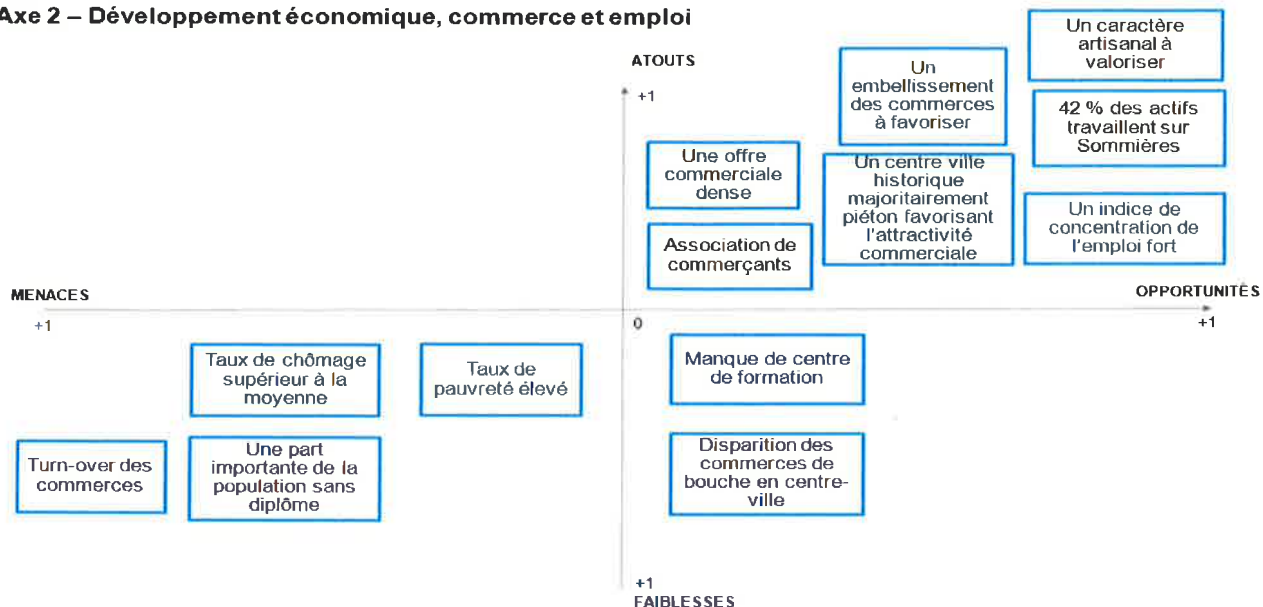 Axe 2 – Développement économique, commerce et emploi
ATOUTS
+1
Un caractère
artisanal à
valoriser
Un
embellissement
des commerces
à favoriser
42 % des actifs
travaillent sur
Sommières
Une offre
commerciale
dense
Un centre ville
historique
majoritairement
piéton favorisant
l'attractivité
commerciale
Un indice de
concentration de
l'emploi fort
Association de
commerçants
MENACES
+1
0
OPPORTUNITÉS
+1
Taux de chômage
supérieur à la
moyenne
Taux de
pauvreté élevé
Manque de centre
de formation
Turn-over des
commerces
Une part
importante de la
population sans
diplôme
Disparition des
commerces de
bouche en centre-
ville
+1
FAIBLESSES